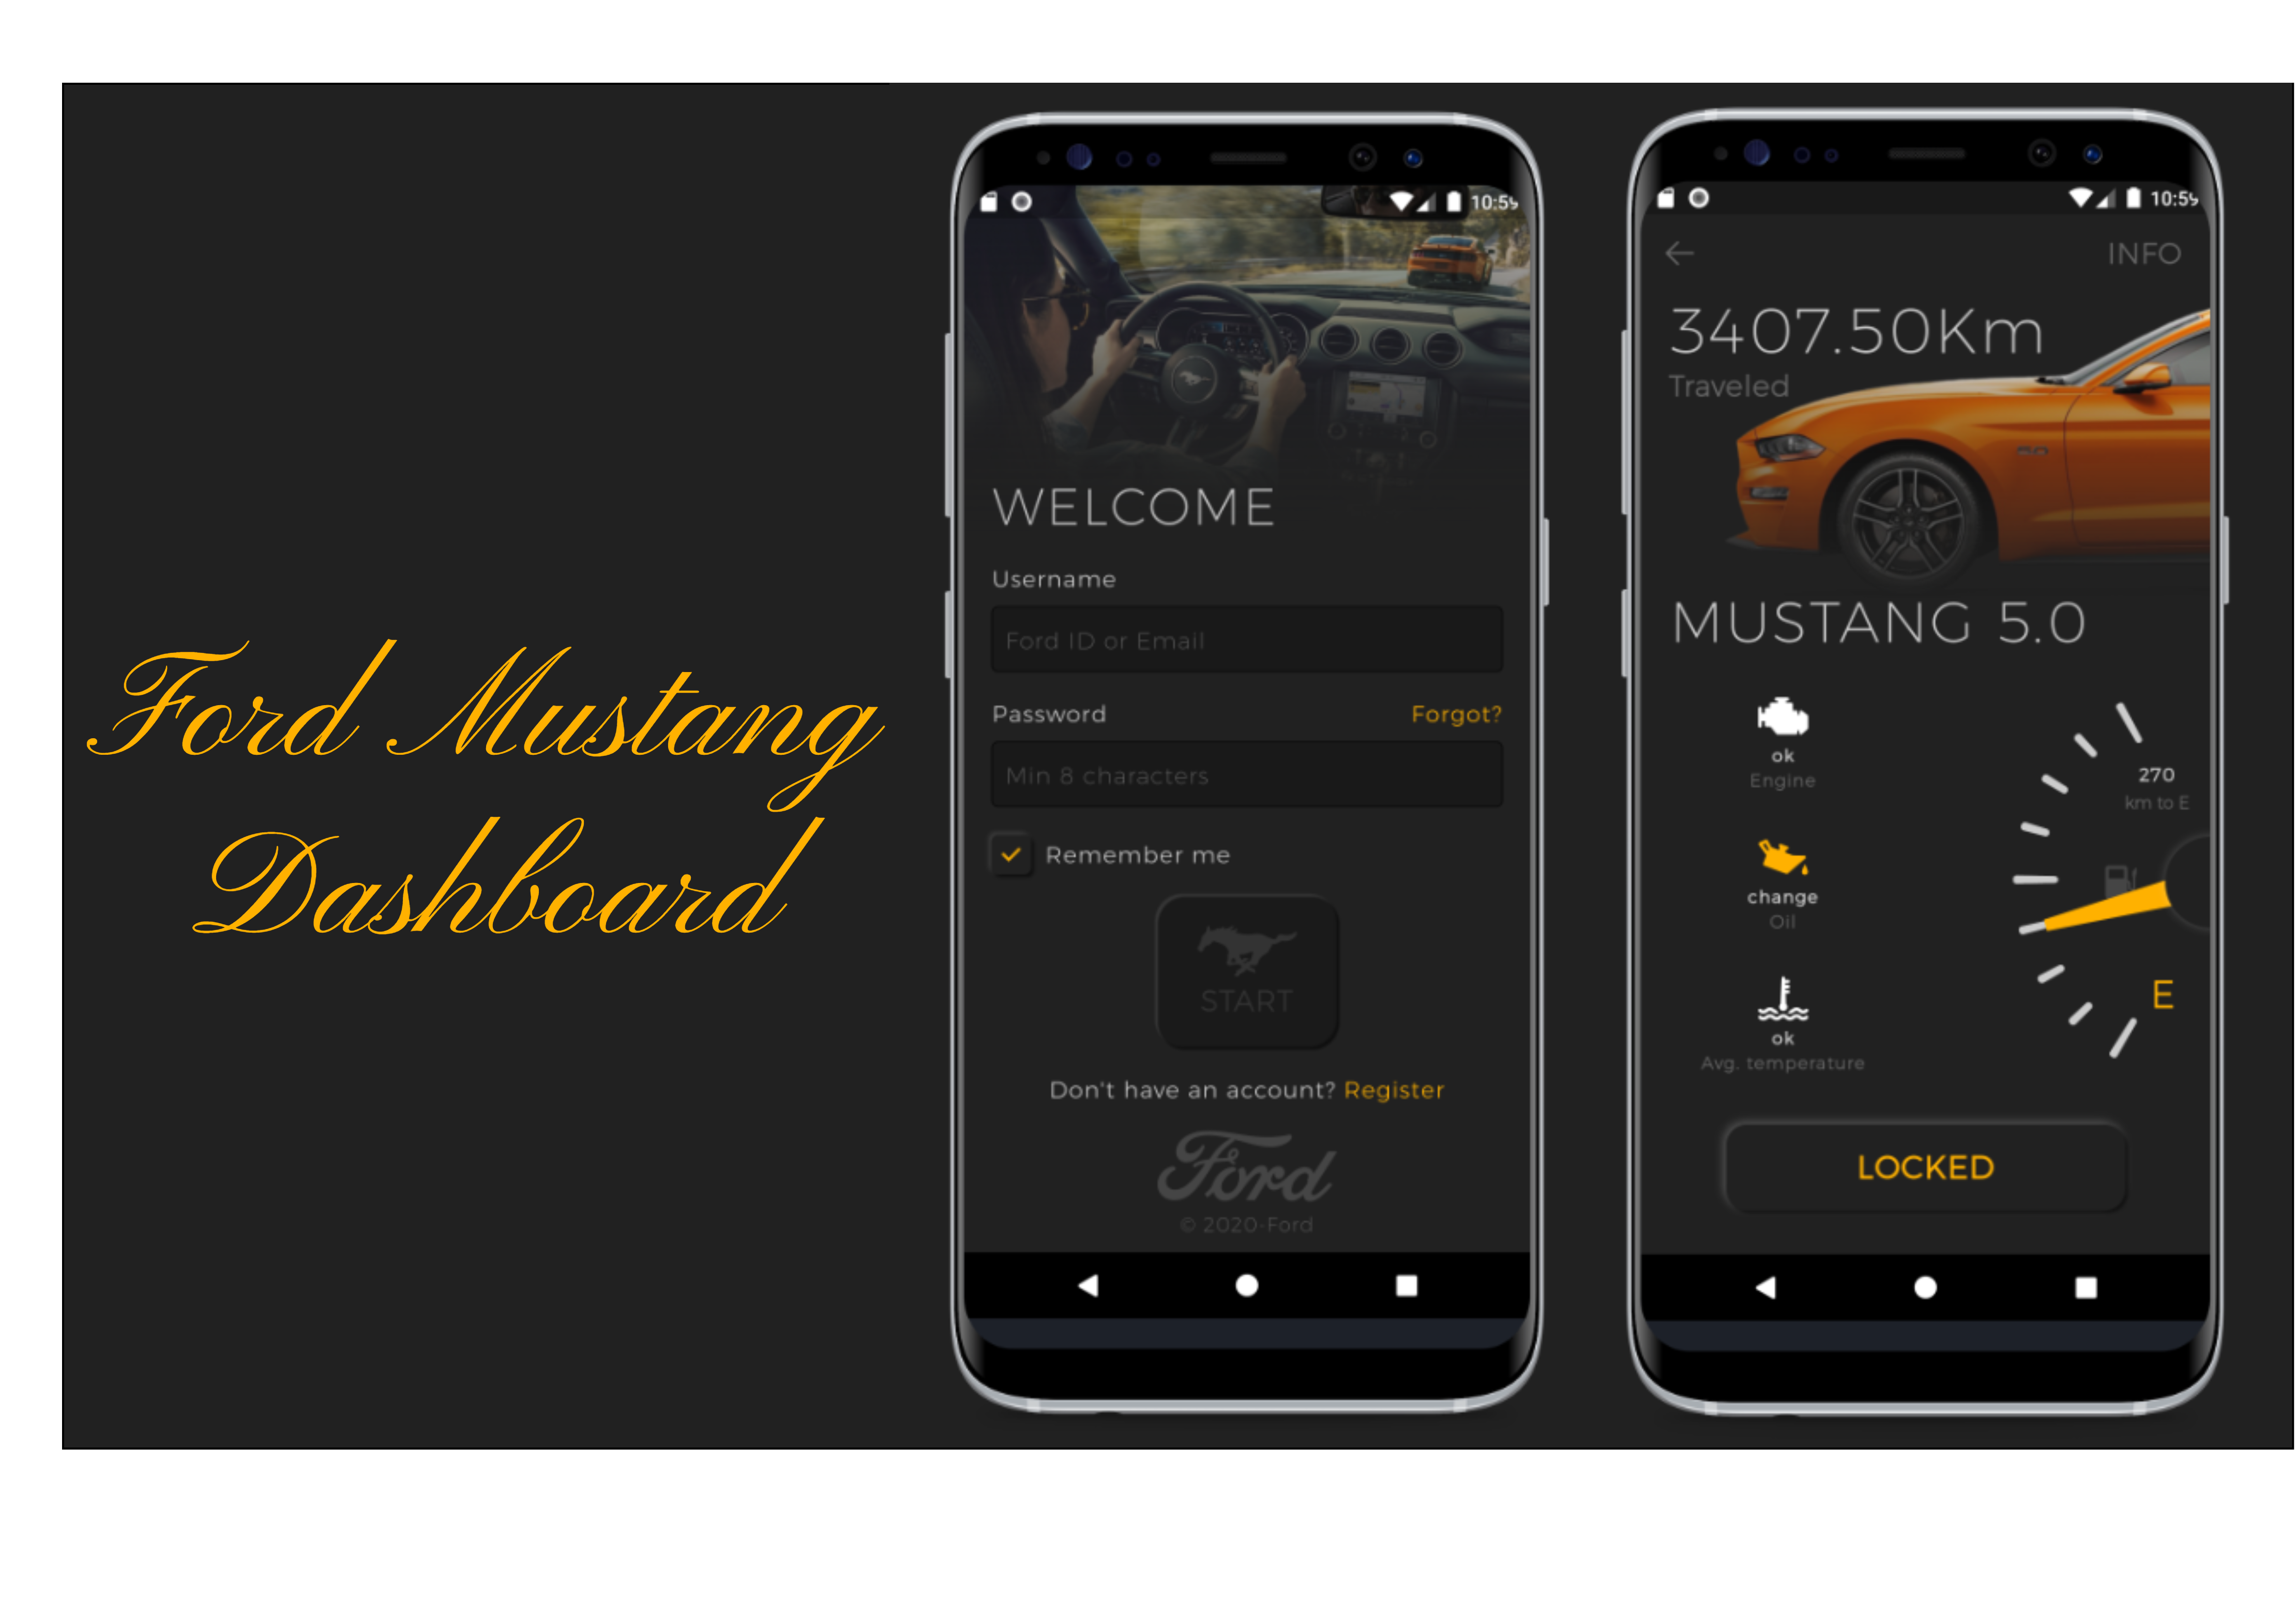 Ford Mustang
Dashboard
10:59
WELCOME
Username
Ford ID or Email
Password Forgot?
Min 8 characters
Remember me
START
Don't have an account? Register
Ford
© 2020-Ford
10:59
INFO
3407.50Km
Traveled
MUSTANG 5.0
ok
Engine
270
km to E
change
Oil
E
ok
Avg. temperature
LOCKED